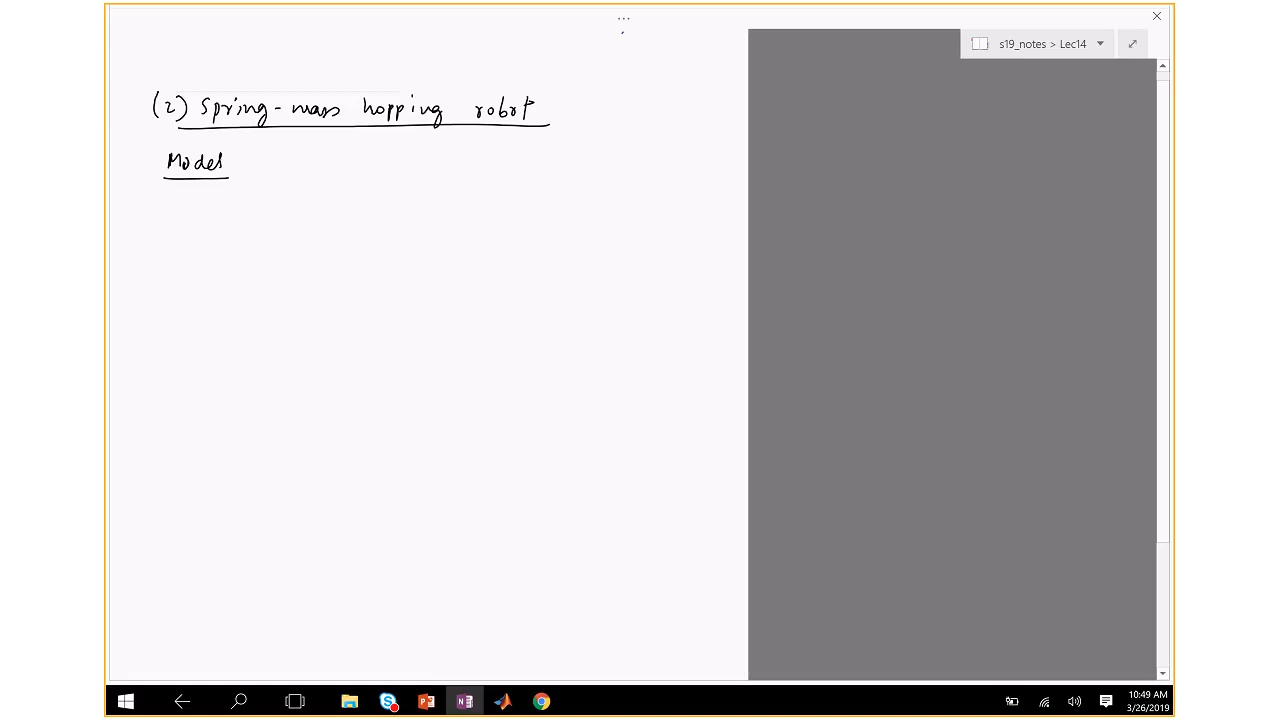 s19_notes > Lec14
(2) Spring-mass hopping robot
Model
10:49 AM
3/26/2019